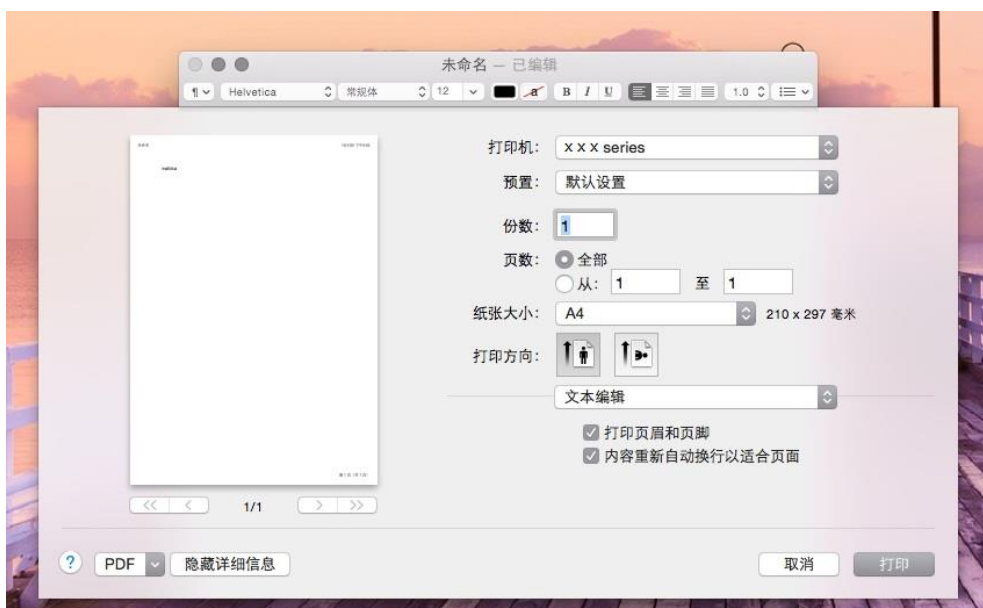 未命名 — 已编辑
¶ Helvetica 常规体 12 a B I U 1.0
打印机： x x x series
预置： 默认设置
份数： 1
页数： 全部
从： 1 至 1
纸张大小： A4 210 x 297 毫米
打印方向：
文本编辑
打印页眉和页脚
内容重新自动换行以适合页面
<< < 1/1 > >>
? PDF 隐藏详细信息 取消 打印